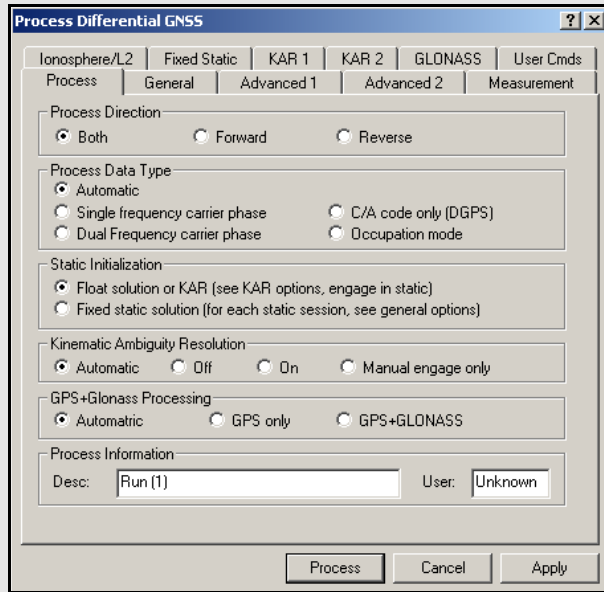 Process Differential GNSS
Ionosphere/L2 Fixed Static KAR 1 KAR 2 GLONASS User Cmds
Process General Advanced 1 Advanced 2 Measurement
Process Direction
Both Forward Reverse
Process Data Type
Automatic
Single frequency carrier phase C/A code only (DGPS)
Dual Frequency carrier phase Occupation mode
Static Initialization
Float solution or KAR (see KAR options, engage in static)
Fixed static solution (for each static session, see general options)
Kinematic Ambiguity Resolution
Automatic Off On Manual engage only
GPS+Glonass Processing
Automatric GPS only GPS+GLONASS
Process Information
Desc: Run (1) User: Unknown
Process Cancel Apply